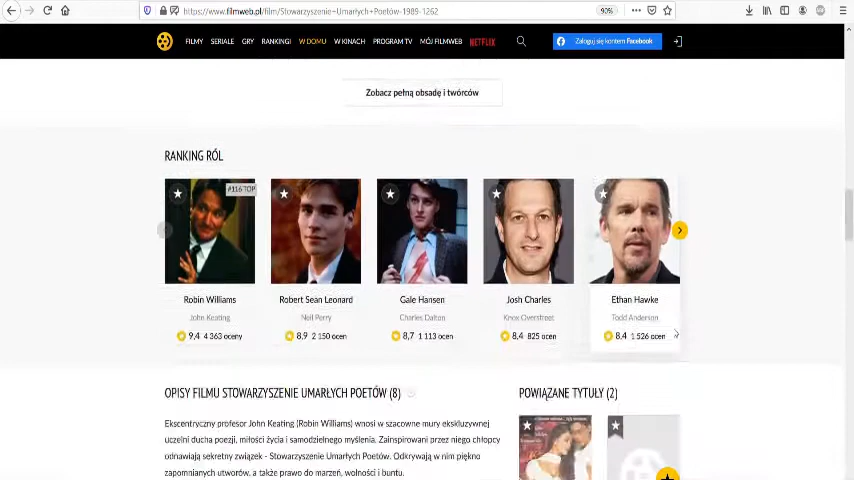 https://www.filmweb.pl/film/Stowarzyszenie+Umarłych+Poetów-1989-1262
90%
FILMY SERIALE GRY RANKINGI W DOMU W KINACH PROGRAM TV MÓJ FILMWEB NETFLIX
Zaloguj się kontem Facebook
Zobacz pełną obsadę i twórców
RANKING RÓL
#116 TOP
Robin Williams Robert Sean Leonard Gale Hansen Josh Charles Ethan Hawke
John Keating Neil Perry Charles Dalton Knox Overstreet Todd Anderson
9,4 4 363 oceny 8,9 2 150 ocen 8,7 1 113 ocen 8,4 825 ocen 8,4 1 526 ocen
OPISY FILMU STOWARZYSZENIE UMARŁYCH POETÓW (8) POWIĄZANE TYTUŁY (2)
Ekscentryczny profesor John Keating (Robin Williams) wnosi w szacowne mury ekskluzywnej
uczelni ducha poezji, miłości życia i samodzielnego myślenia. Zainspirowani przez niego chłopcy
odnawiają sekretny związek - Stowarzyszenie Umarłych Poetów. Odkrywają w nim piękno
zapomnianych utworów, a także prawo do marzeń, wolności i buntu.